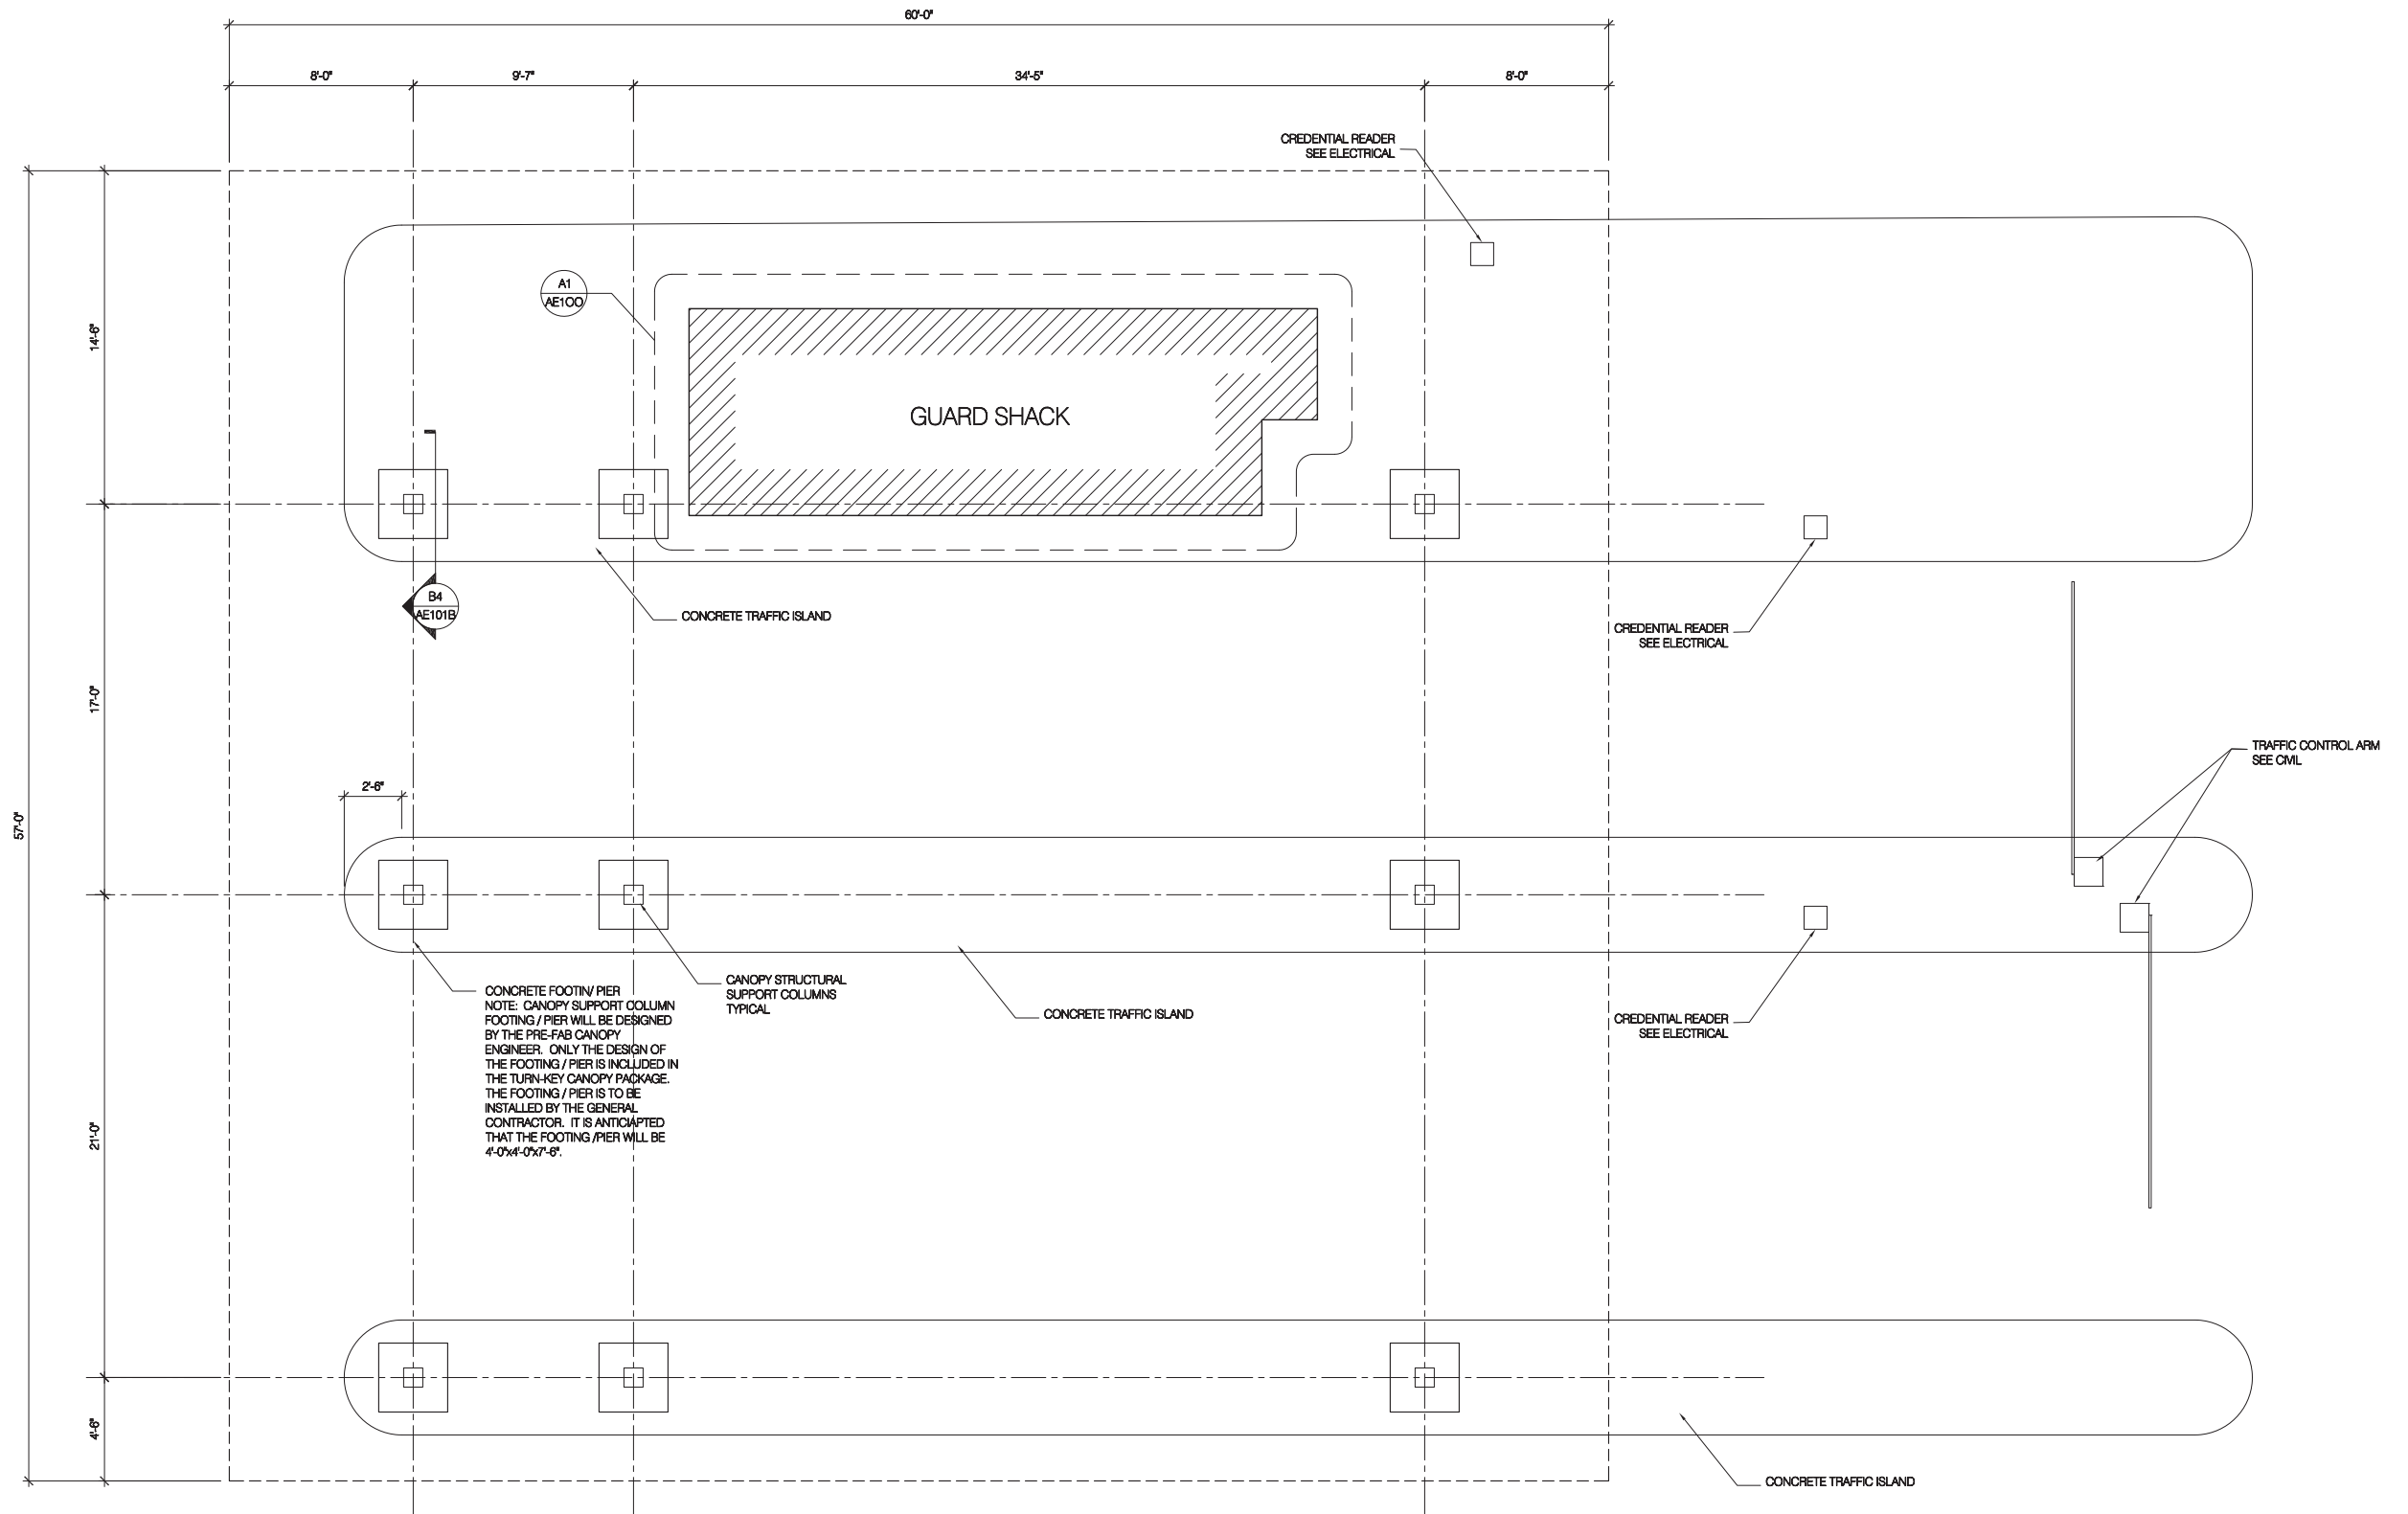 60'-0"
8'-0"
9'-7"
34'-5"
8'-0"
CREDENTIAL READER
SEE ELECTRICAL
A1
AE1OO
14'-6"
GUARD SHACK
B4
AE101B
CONCRETE TRAFFIC ISLAND
CREDENTIAL READER
SEE ELECTRICAL
17'-0"
TRAFFIC CONTROL ARM
SEE CIVIL
2'-6"
57'-0"
CONCRETE FOOTIN/ PIER
NOTE: CANOPY SUPPORT COLUMN
FOOTING / PIER WILL BE DESIGNED
BY THE PRE-FAB CANOPY
ENGINEER. ONLY THE DESIGN OF
THE FOOTING / PIER IS INCLUDED IN
THE TURN-KEY CANOPY PACKAGE.
THE FOOTING / PIER IS TO BE
INSTALLED BY THE GENERAL
CONTRACTOR. IT IS ANTICIAPTED
THAT THE FOOTING /PIER WILL BE
4'-0"x4'-0"x7'-6".
CANOPY STRUCTURAL
SUPPORT COLUMNS
TYPICAL
CONCRETE TRAFFIC ISLAND
CREDENTIAL READER
SEE ELECTRICAL
21'-0"
4'-6"
CONCRETE TRAFFIC ISLAND